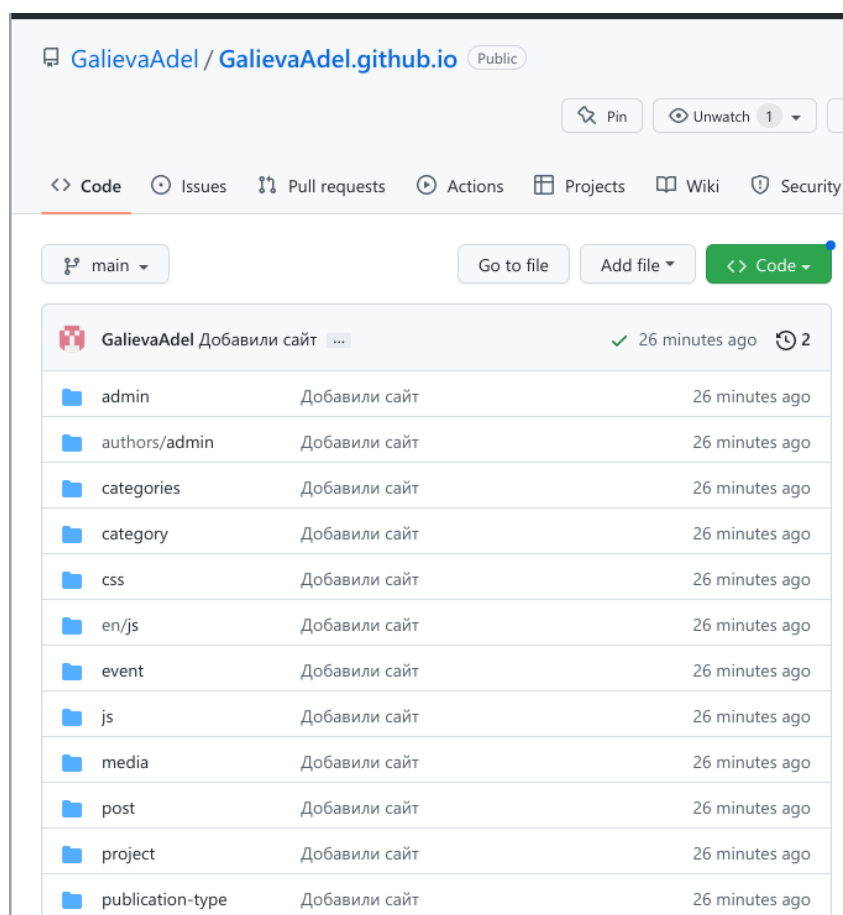 GalievaAdel / GalievaAdel.github.io Public
Pin Unwatch 1
Code Issues Pull requests Actions Projects Wiki Security
main Go to file Add file Code
GalievaAdel Добавили сайт ... 26 minutes ago 2
admin Добавили сайт 26 minutes ago
authors/admin Добавили сайт 26 minutes ago
categories Добавили сайт 26 minutes ago
category Добавили сайт 26 minutes ago
css Добавили сайт 26 minutes ago
en/js Добавили сайт 26 minutes ago
event Добавили сайт 26 minutes ago
js Добавили сайт 26 minutes ago
media Добавили сайт 26 minutes ago
post Добавили сайт 26 minutes ago
project Добавили сайт 26 minutes ago
publication-type Добавили сайт 26 minutes ago